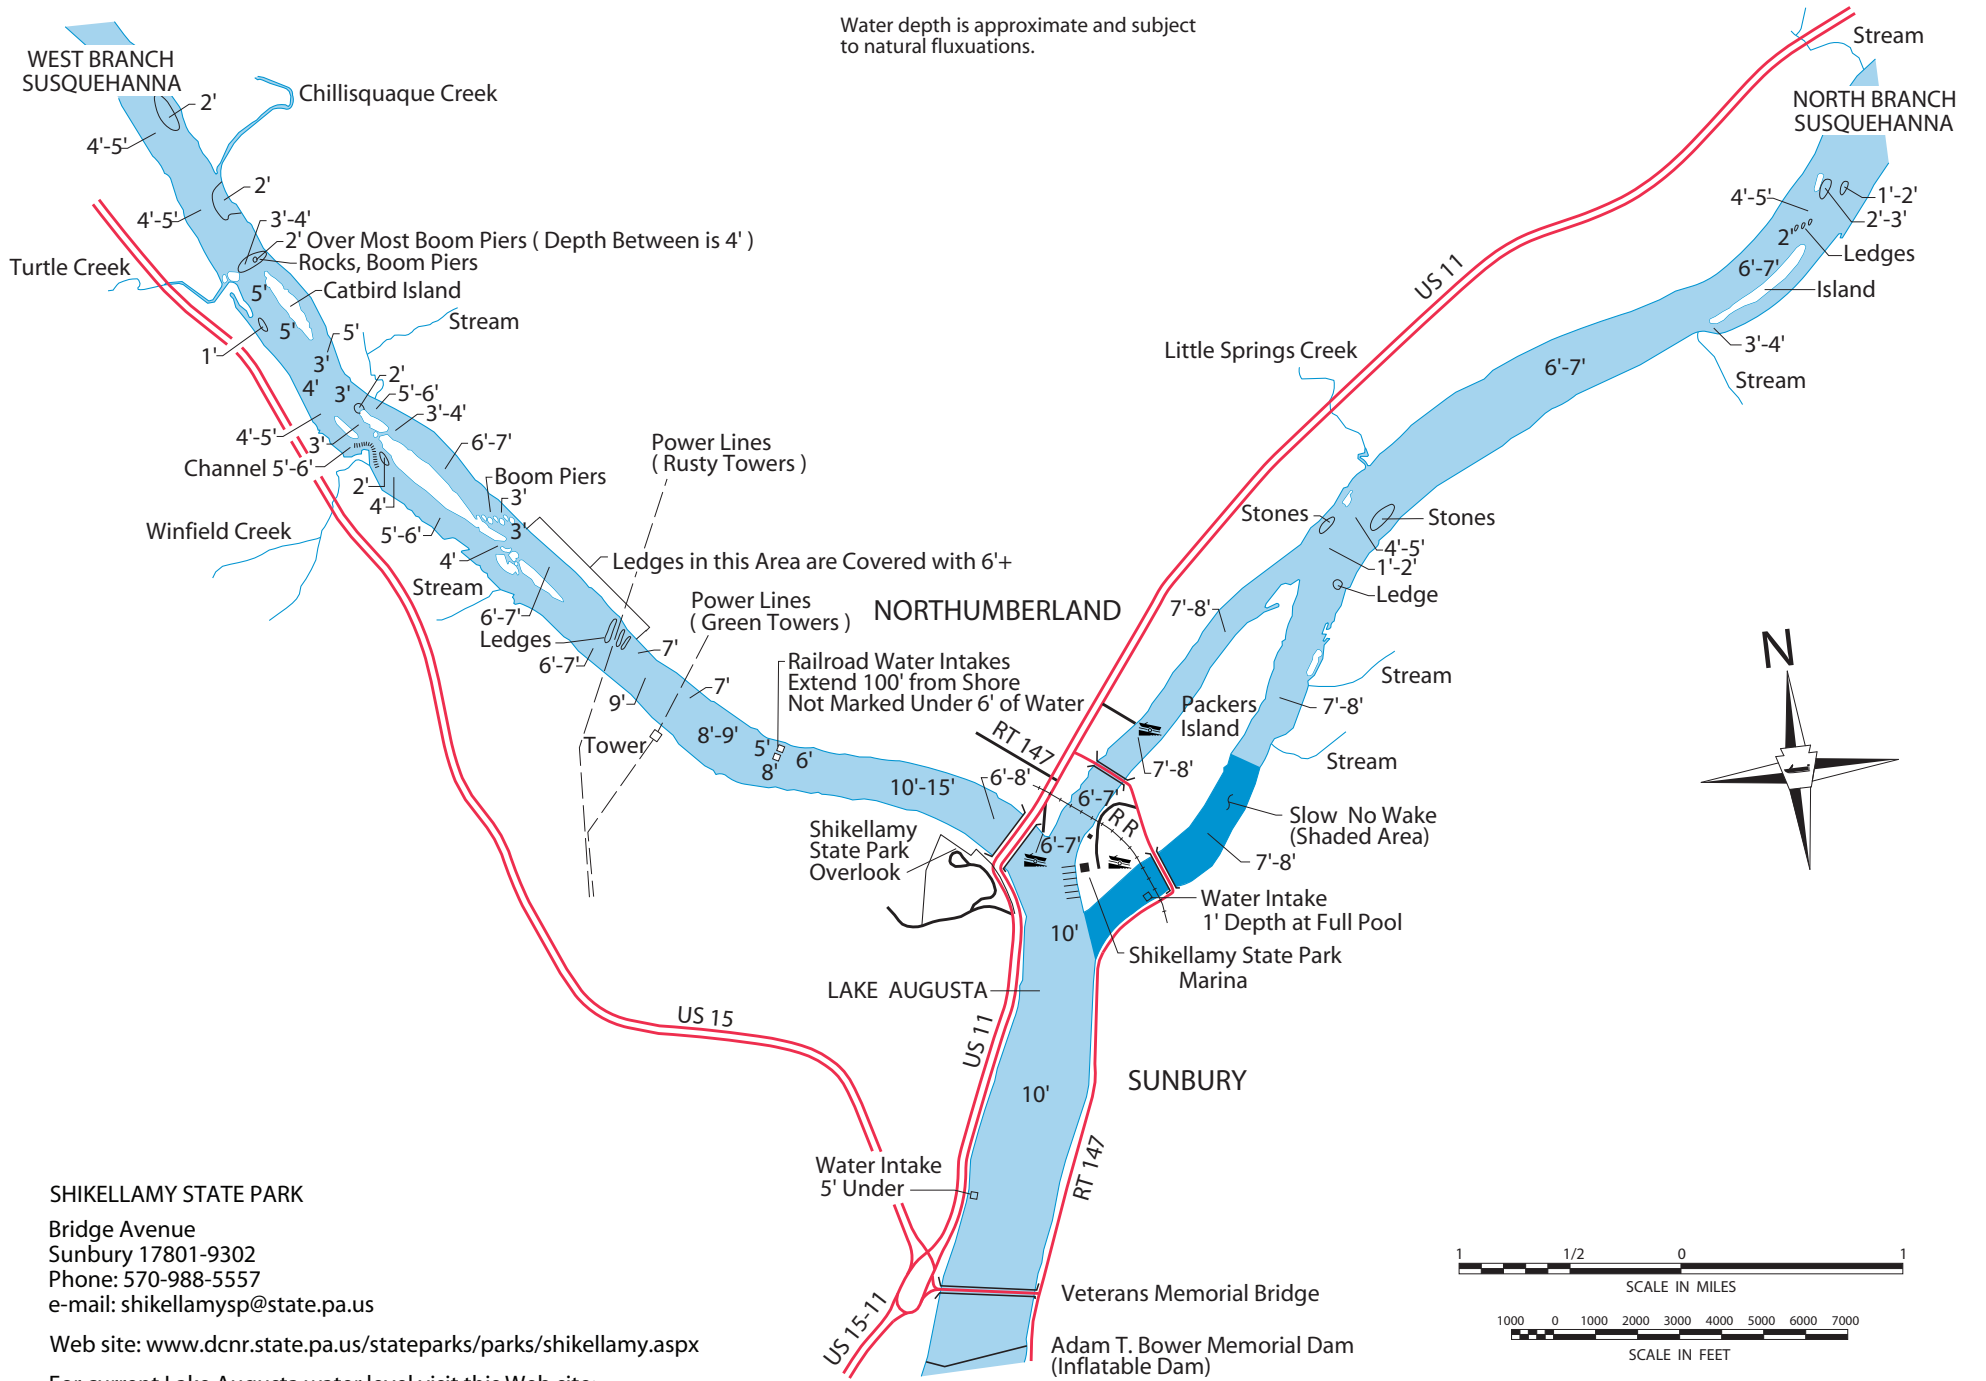 Water depth is approximate and subject
to natural fluxuations.
WEST BRANCH
SUSQUEHANNA
2'
Chillisquaque Creek
4'-5'
2'
4'-5'
3'-4'
2' Over Most Boom Piers ( Depth Between is 4' )
Rocks, Boom Piers
Turtle Creek
5'
Catbird Island
Stream
5'
5'
1'
3'
2'
4'
3'
5'-6'
3'-4'
4'-5'
3'
6'-7'
Channel 5'-6'
Boom Piers
2'
3'
4'
3'
Winfield Creek
5'-6'
4'
Stream
Power Lines
( Rusty Towers )
Ledges in this Area are Covered with 6'+
6'-7'
Ledges
6'-7'
Power Lines
( Green Towers )
7'
7'
9'
Tower
8'-9'
Railroad Water Intakes
Extend 100' from Shore
Not Marked Under 6' of Water
5'
8'
6'
10'-15'
6'-8'
RT 147
NORTHUMBERLAND
Shikellamy
State Park
Overlook
US 11
Stream
NORTH BRANCH
SUSQUEHANNA
4'-5'
1'-2'
2'-3'
2'
Ledges
6'-7'
Island
3'-4'
Stream
6'-7'
Little Springs Creek
Stones
Stones
4'-5'
1'-2'
Ledge
7'-8'
Stream
7'-8'
Packers
Island
7'-8'
Stream
6'-7'
R R
6'-7'
Slow No Wake
(Shaded Area)
7'-8'
Water Intake
1' Depth at Full Pool
10'
Shikellamy State Park
Marina
N
LAKE AUGUSTA
US 15
US 11
SUNBURY
10'
RT 147
Water Intake
5' Under
US 15-11
Veterans Memorial Bridge
Adam T. Bower Memorial Dam
(Inflatable Dam)
SHIKELLAMY STATE PARK
Bridge Avenue
Sunbury 17801-9302
Phone: 570-988-5557
e-mail: shikellamysp@state.pa.us
Web site: www.dcnr.state.pa.us/stateparks/parks/shikellamy.aspx
For current Lake Augusta water level visit this Web site:
1 1/2 0 1
SCALE IN MILES
1000 0 1000 2000 3000 4000 5000 6000 7000
SCALE IN FEET